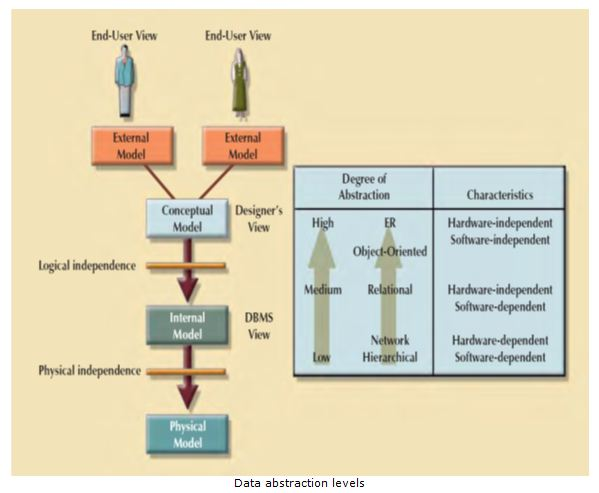 End-User View
End-User View
External
Model
External
Model
Conceptual
Model
Designer's
View
Logical independence
Internal
Model
DBMS
View
Physical independence
Physical
Model
Degree of
Abstraction
Characteristics
High
ER
Hardware-independent
Software-independent
Object-Oriented
Medium
Relational
Hardware-independent
Software-dependent
Network
Hardware-dependent
Low
Hierarchical
Software-dependent
Data abstraction levels